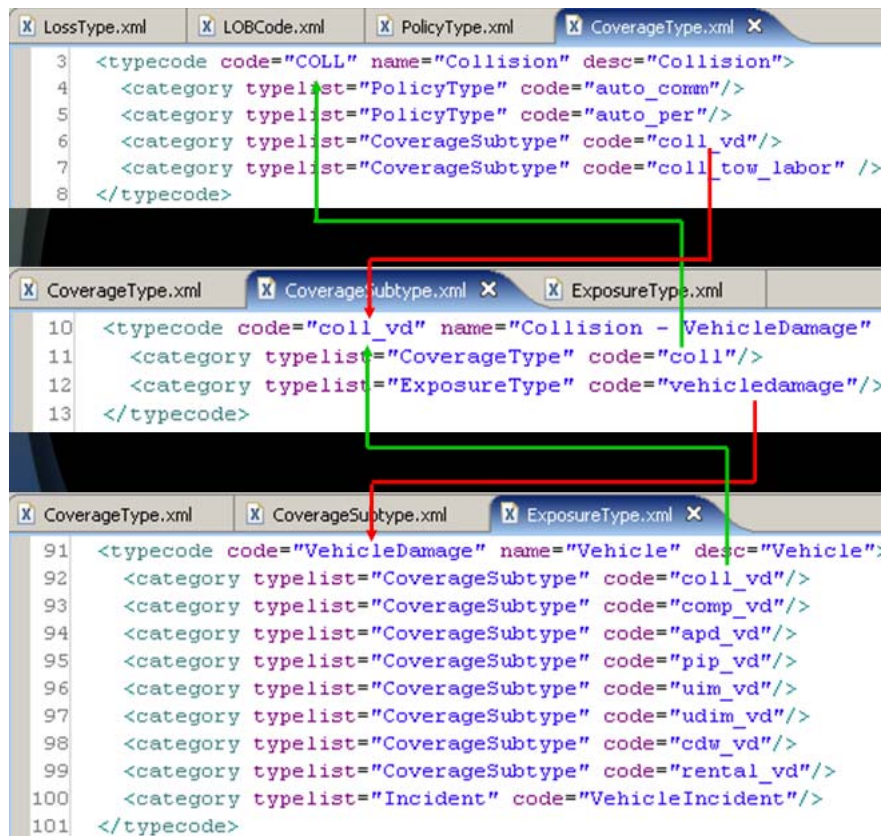 LossType.xml LOBCode.xml PolicyType.xml CoverageType.xml
3 <typecode code="COLL" name="Collision" desc="Collision">
4 <category typelist="PolicyType" code="auto_comm"/>
5 <category typelist="PolicyType" code="auto_per"/>
6 <category typelist="CoverageSubtype" code="coll_vd"/>
7 <category typelist="CoverageSubtype" code="coll_tow_labor" />
8 </typecode>
CoverageType.xml CoverageSubtype.xml ExposureType.xml
10 <typecode code="coll_vd" name="Collision - VehicleDamage"
11 <category typelist="CoverageType" code="coll"/>
12 <category typelist="ExposureType" code="vehicledamage"/>
13 </typecode>
CoverageType.xml CoverageSubtype.xml ExposureType.xml
91 <typecode code="VehicleDamage" name="Vehicle" desc="Vehicle">
92 <category typelist="CoverageSubtype" code="coll_vd"/>
93 <category typelist="CoverageSubtype" code="comp_vd"/>
94 <category typelist="CoverageSubtype" code="apd_vd"/>
95 <category typelist="CoverageSubtype" code="pip_vd"/>
96 <category typelist="CoverageSubtype" code="uim_vd"/>
97 <category typelist="CoverageSubtype" code="udim_vd"/>
98 <category typelist="CoverageSubtype" code="cdw_vd"/>
99 <category typelist="CoverageSubtype" code="rental_vd"/>
100 <category typelist="Incident" code="VehicleIncident"/>
101 </typecode>